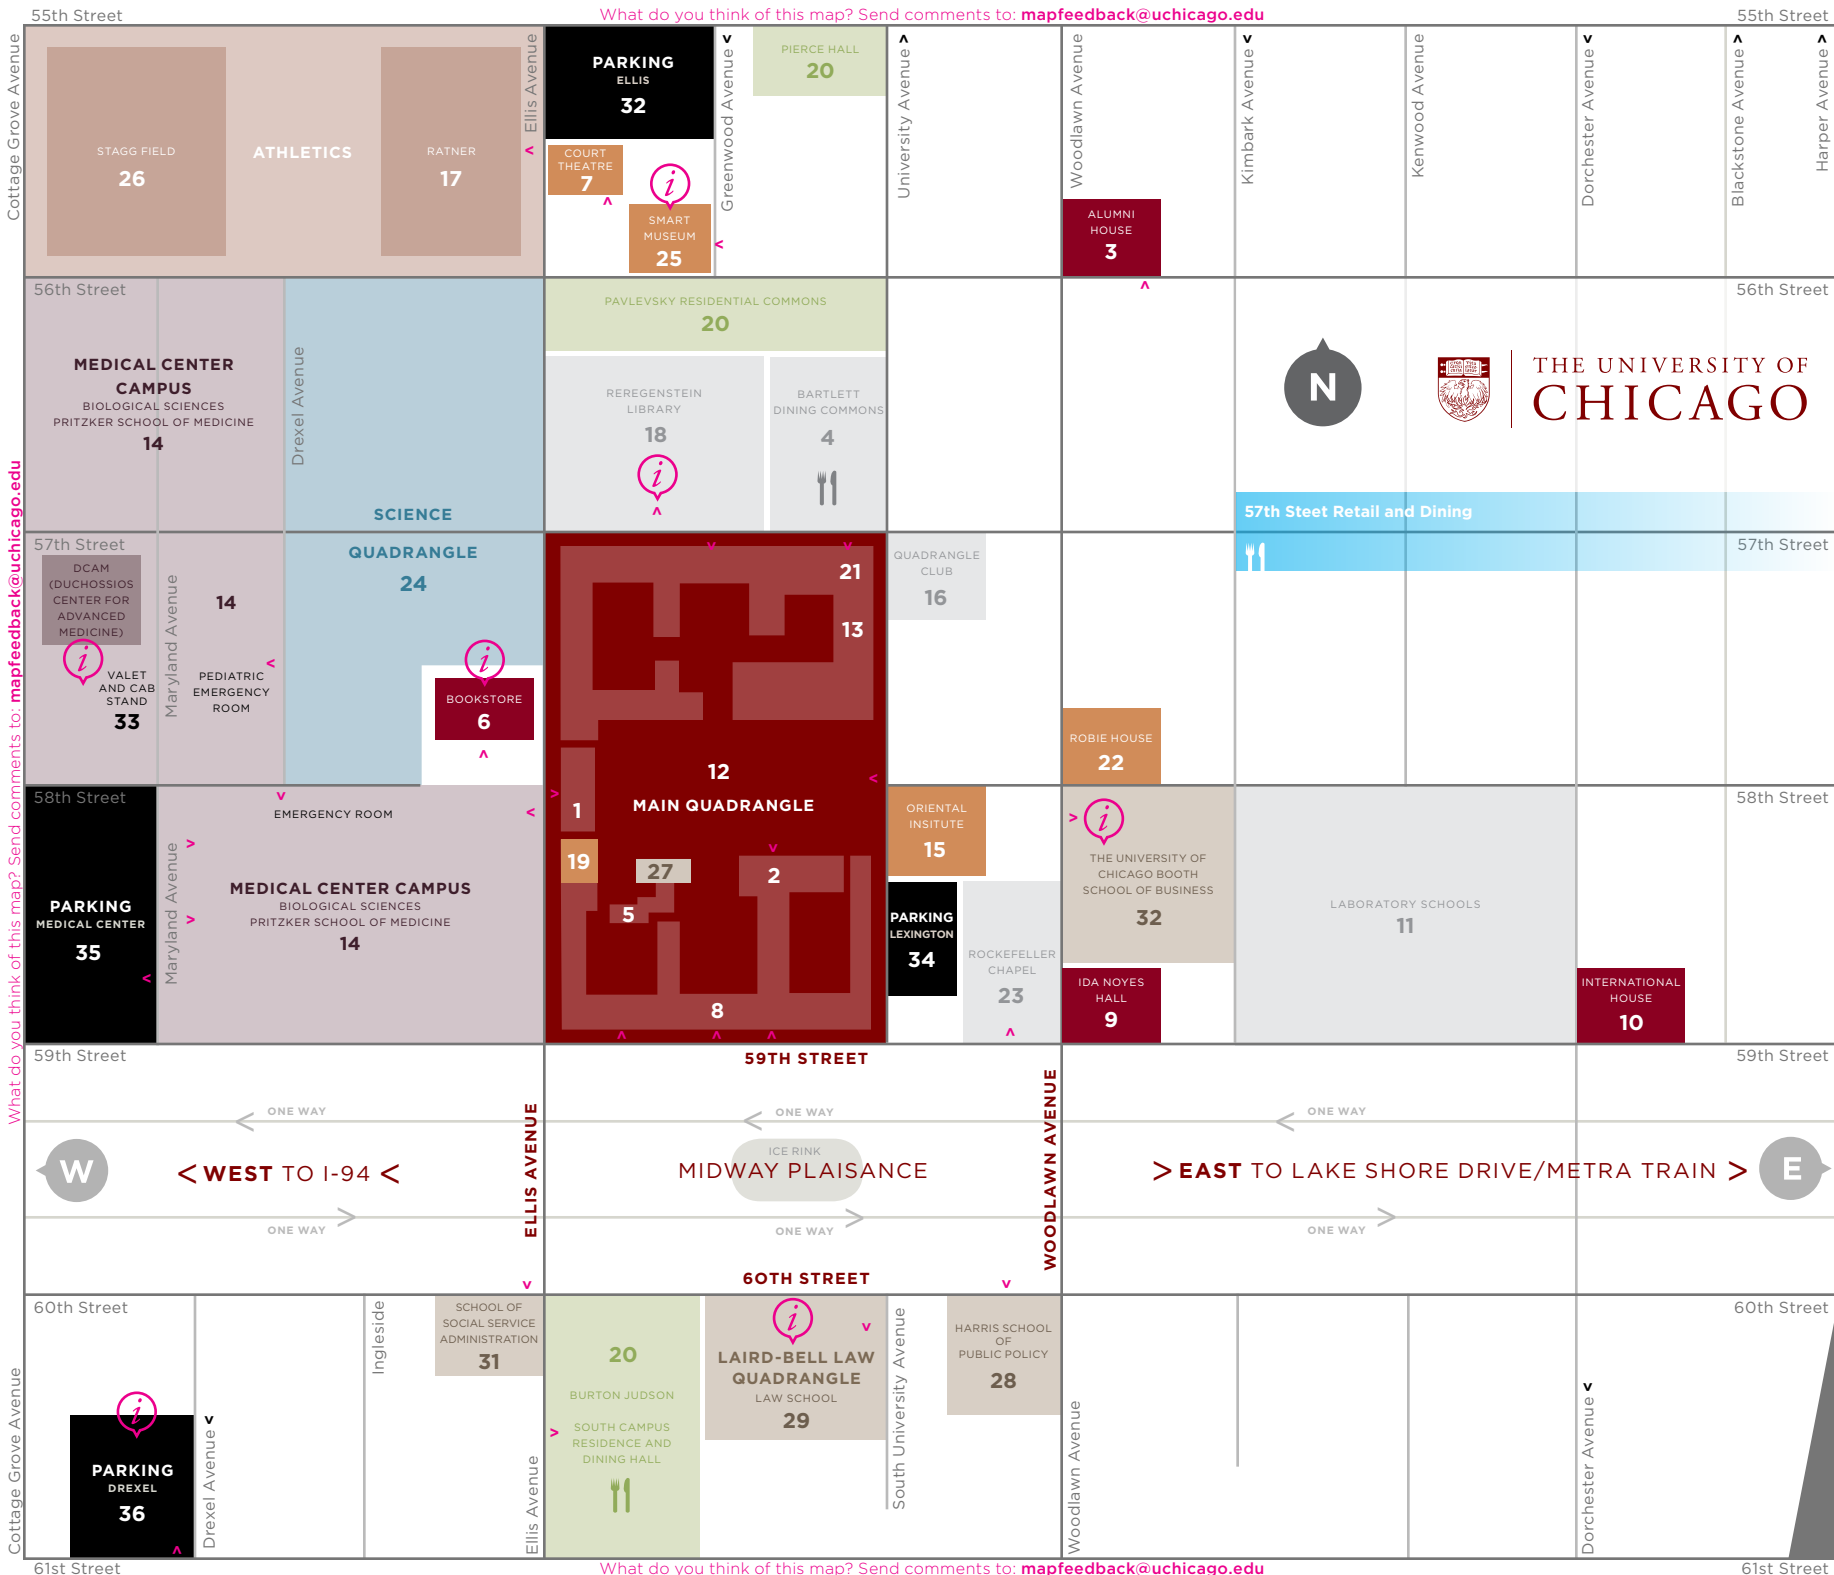 55th Street
What do you think of this map? Send comments to: mapfeedback@uchicago.edu
55th Street
Cottage Grove Avenue
STAGG FIELD
26
ATHLETICS
RATNER
17
Ellis Avenue
PARKING
ELLIS
32
COURT
THEATRE
7
i
SMART
MUSEUM
25
Greenwood Avenue
PIERCE HALL
20
University Avenue
Woodlawn Avenue
ALUMNI
HOUSE
3
Kimbark Avenue
Kenwood Avenue
Dorchester Avenue
Blackstone Avenue
Harper Avenue
56th Street
MEDICAL CENTER
CAMPUS
BIOLOGICAL SCIENCES
PRITZKER SCHOOL OF MEDICINE
14
Drexel Avenue
SCIENCE
QUADRANGLE
24
PAVLEVSKY RESIDENTIAL COMMONS
20
REREGENSTEIN
LIBRARY
18
i
BARTLETT
DINING COMMONS
4
56th Street
N
THE UNIVERSITY OF
CHICAGO
57th Steet Retail and Dining
57th Street
What do you think of this map? Send comments to: mapfeedback@uchicago.edu
57th Street
DCAM
(DUCHOSSIOS
CENTER FOR
ADVANCED
MEDICINE)
i
VALET
AND CAB
STAND
33
Maryland Avenue
14
PEDIATRIC
EMERGENCY
ROOM
i
BOOKSTORE
6
21
13
12
MAIN QUADRANGLE
1
19
27
2
5
8
QUADRANGLE
CLUB
16
ROBIE HOUSE
22
58th Street
EMERGENCY ROOM
PARKING
MEDICAL CENTER
35
Maryland Avenue
MEDICAL CENTER CAMPUS
BIOLOGICAL SCIENCES
PRITZKER SCHOOL OF MEDICINE
14
ORIENTAL
INSITUTE
15
PARKING
LEXINGTON
34
ROCKEFELLER
CHAPEL
23
i
THE UNIVERSITY OF
CHICAGO BOOTH
SCHOOL OF BUSINESS
32
IDA NOYES
HALL
9
LABORATORY SCHOOLS
11
58th Street
INTERNATIONAL
HOUSE
10
59th Street
59TH STREET
59th Street
ONE WAY
ONE WAY
ONE WAY
W
< WEST TO I-94 <
ELLIS AVENUE
ICE RINK
MIDWAY PLAISANCE
WOODLAWN AVENUE
> EAST TO LAKE SHORE DRIVE/METRA TRAIN >
E
ONE WAY
ONE WAY
ONE WAY
60TH STREET
60th Street
60th Street
Cottage Grove Avenue
i
PARKING
DREXEL
36
Drexel Avenue
Ingleside
SCHOOL OF
SOCIAL SERVICE
ADMINISTRATION
31
Ellis Avenue
20
BURTON JUDSON
SOUTH CAMPUS
RESIDENCE AND
DINING HALL
i
LAIRD-BELL LAW
QUADRANGLE
LAW SCHOOL
29
South University Avenue
HARRIS SCHOOL
OF
PUBLIC POLICY
28
Woodlawn Avenue
Dorchester Avenue
61st Street
What do you think of this map? Send comments to: mapfeedback@uchicago.edu
61st Street